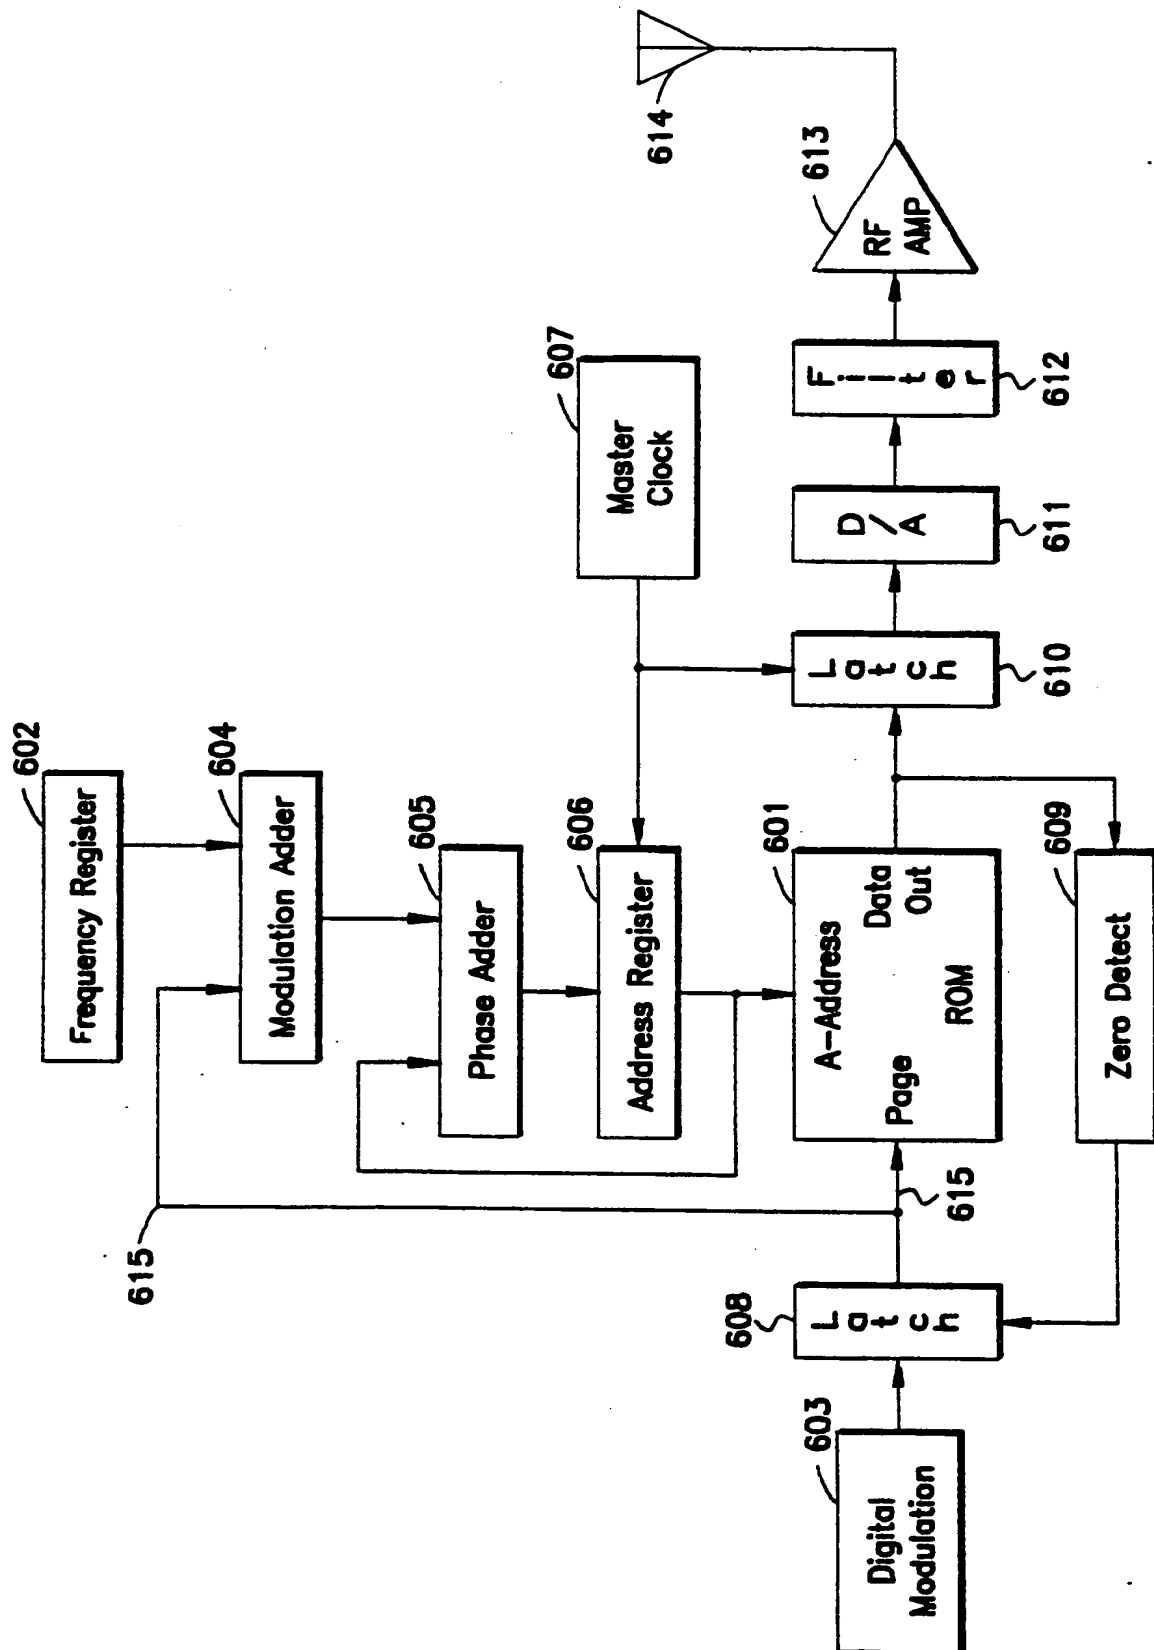 602
Frequency Register
615
604
Modulation Adder
605
Phase Adder
606
Address Register
607
Master
Clock
614
603
Digital
Modulation
608
Latch
615
601
A-Address
Page
Data
Out
ROM
610
Latch
D/A
611
Filter
612
613
RF
AMP
609
Zero Detect